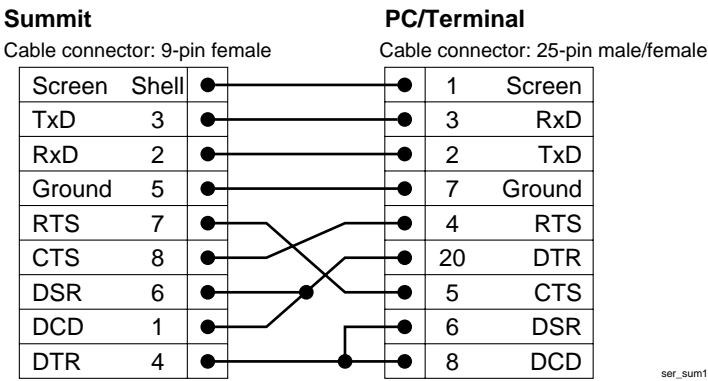 Summit PC/Terminal
Cable connector: 9-pin female Cable connector: 25-pin male/female
Screen Shell 1 Screen
TxD 3 3 RxD
RxD 2 2 TxD
Ground 5 7 Ground
RTS 7 4 RTS
CTS 8 20 DTR
DSR 6 5 CTS
DCD 1 6 DSR
DTR 4 8 DCD
ser_sum1